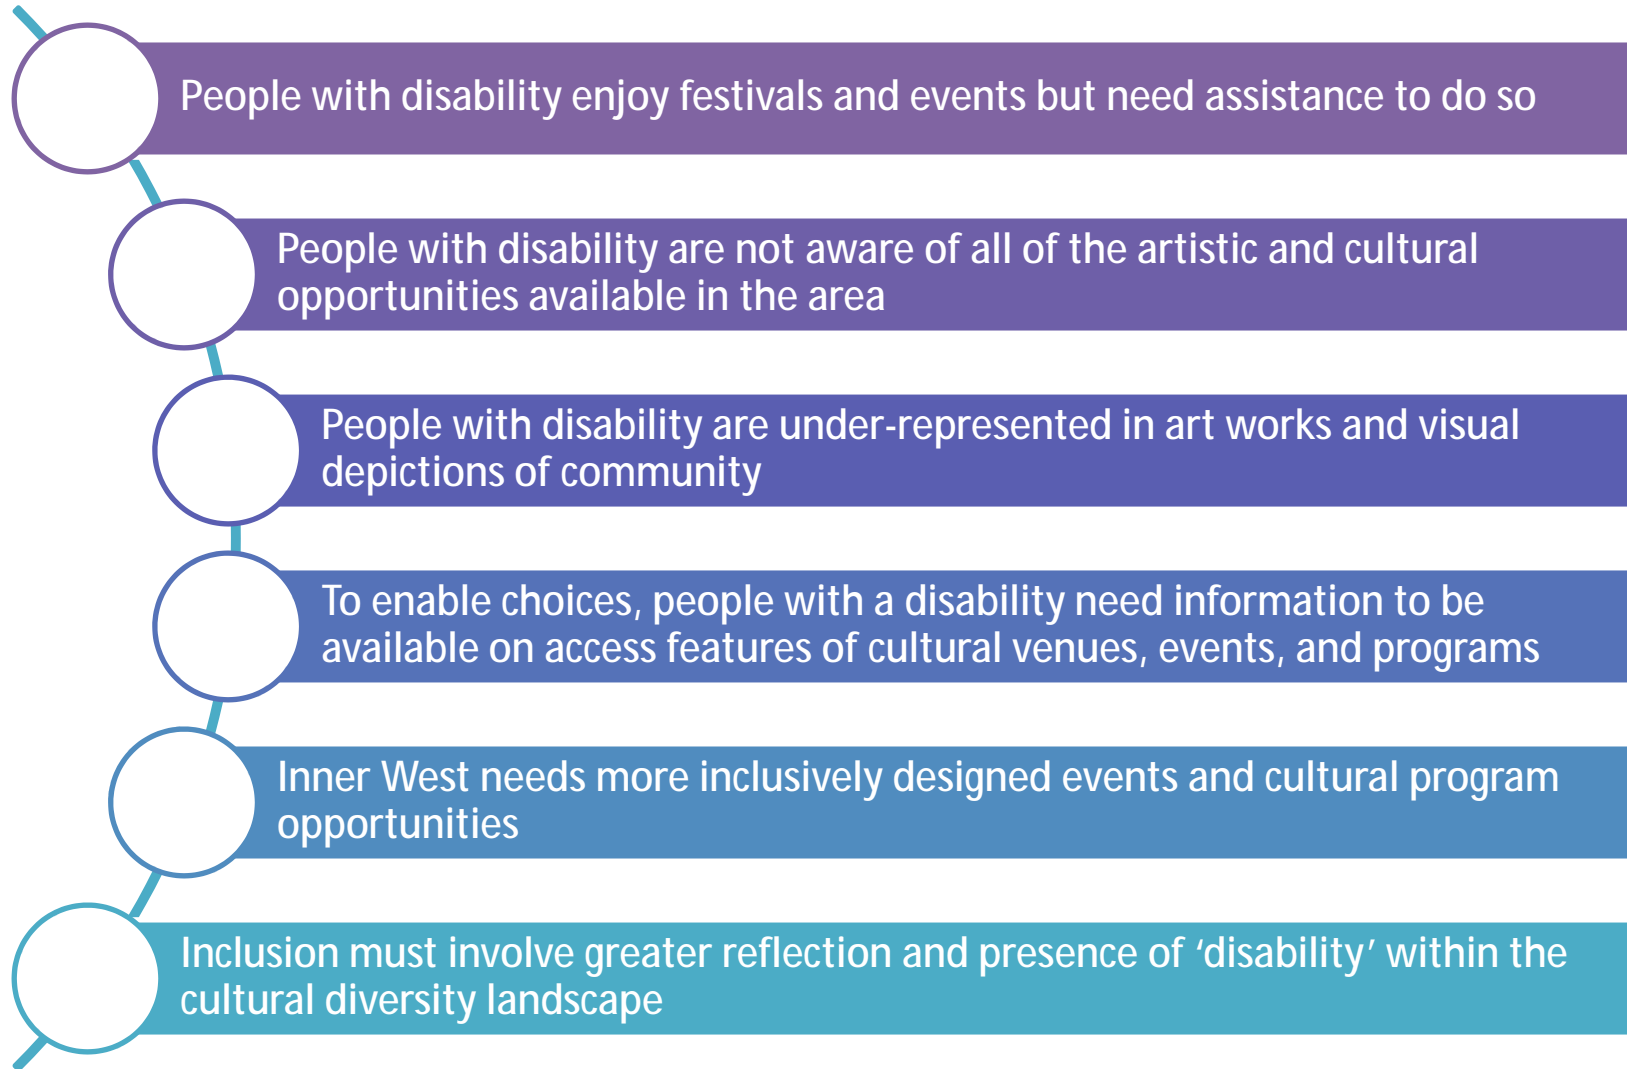 People with disability enjoy festivals and events but need assistance to do so
People with disability are not aware of all of the artistic and cultural
opportunities available in the area
People with disability are under-represented in art works and visual
depictions of community
To enable choices, people with a disability need information to be
available on access features of cultural venues, events, and programs
Inner West needs more inclusively designed events and cultural program
opportunities
Inclusion must involve greater reflection and presence of ‘disability’ within the
cultural diversity landscape